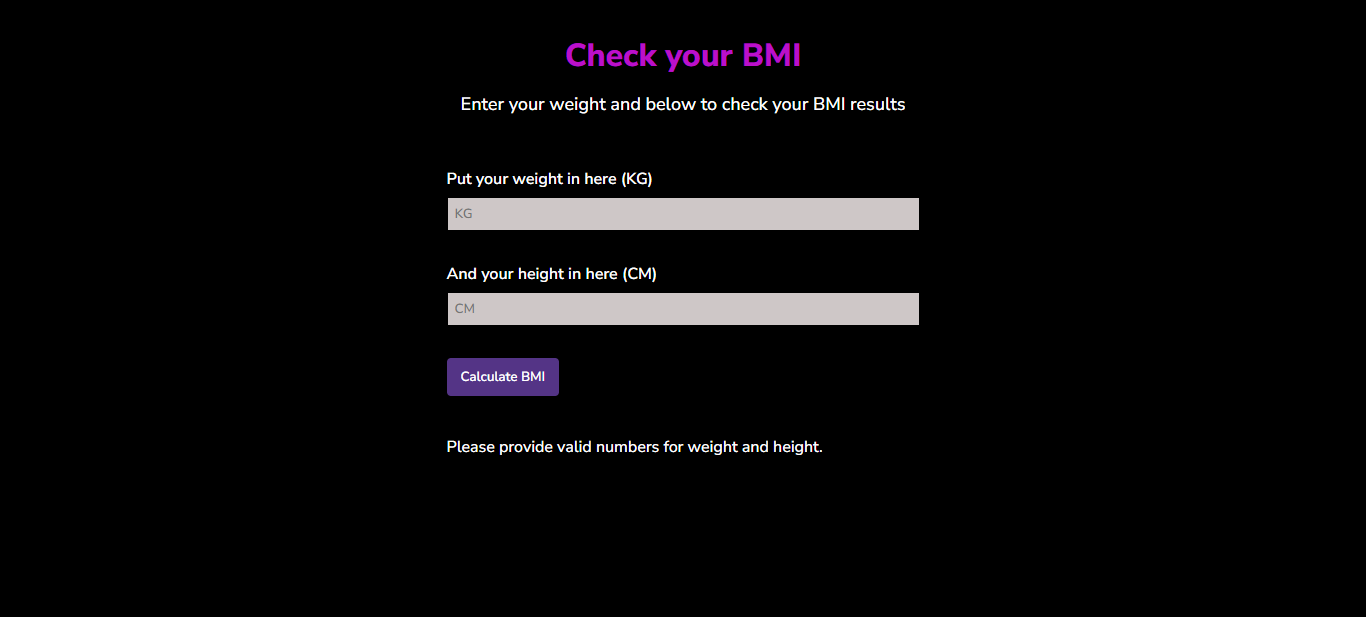 Check your BMI
Enter your weight and below to check your BMI results
Put your weight in here (KG)
KG
And your height in here (CM)
CM
Calculate BMI
Please provide valid numbers for weight and height.